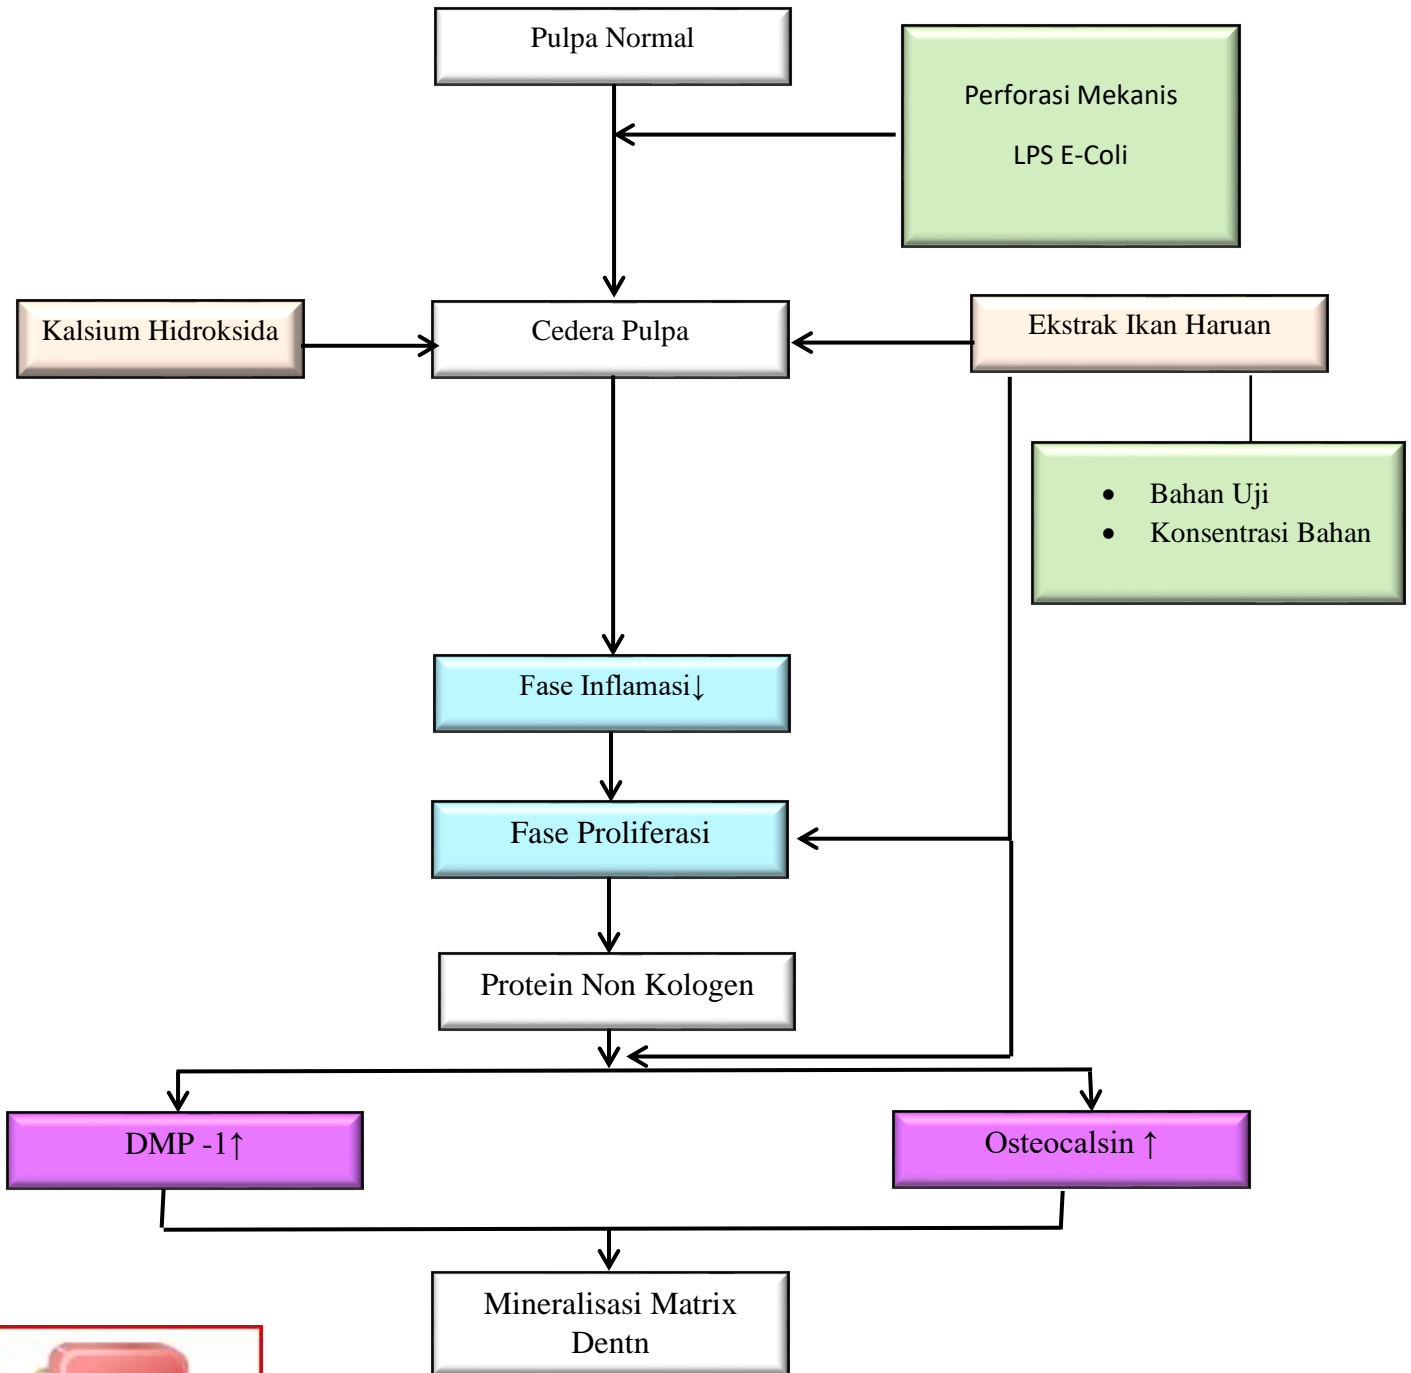 Pulpa Normal
Perforasi Mekanis
LPS E-Coli
Kalsium Hidroksida
Cedera Pulpa
Ekstrak Ikan Haruan
• Bahan Uji
• Konsentrasi Bahan
Fase Inflamasi↓
Fase Proliferasi
Protein Non Kologen
DMP -1↑
Osteocalsin ↑
Mineralisasi Matrix
Dentn